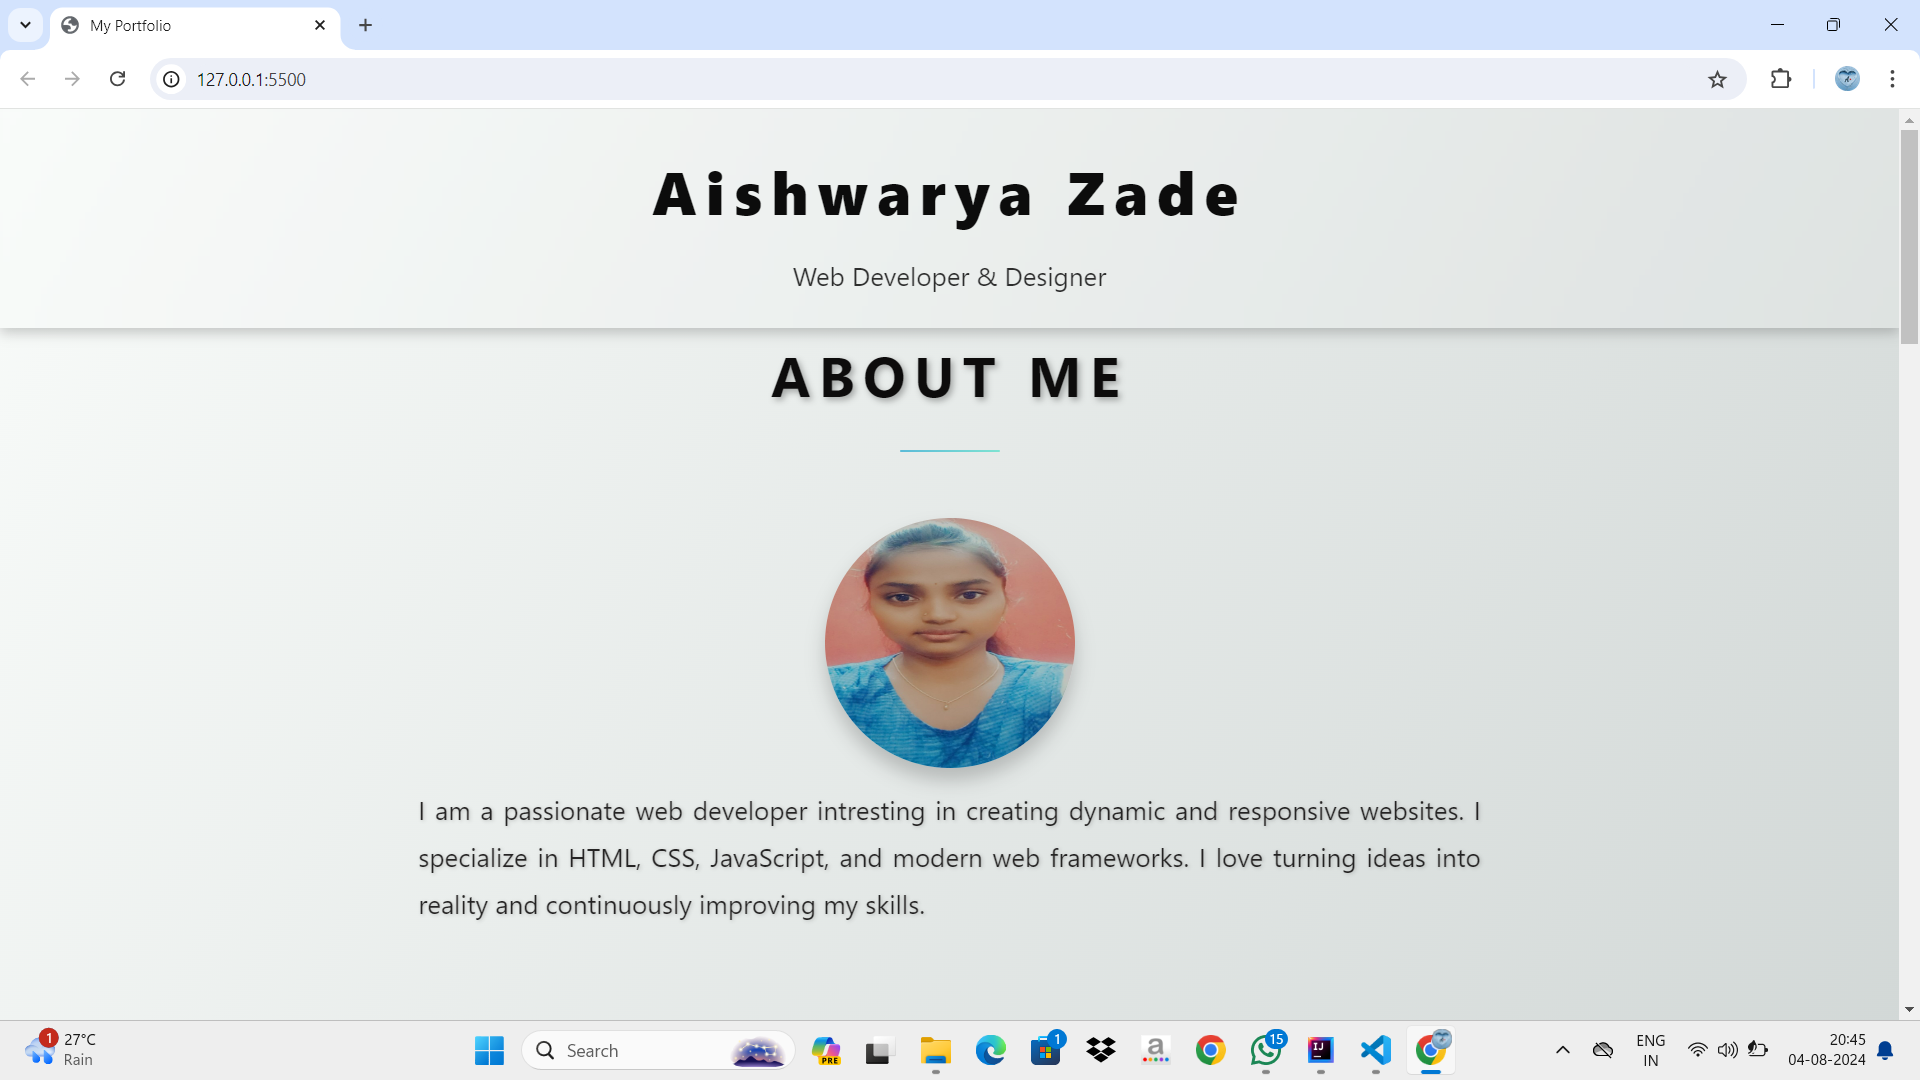 My Portfolio
127.0.0.1:5500
Aishwarya Zade
Web Developer & Designer
ABOUT ME
I am a passionate web developer intresting in creating dynamic and responsive websites. I
specialize in HTML, CSS, JavaScript, and modern web frameworks. I love turning ideas into
reality and continuously improving my skills.
1
27°C
Rain
Search
PRE
1
a
15
IJ
ENG
IN
20:45
04-08-2024